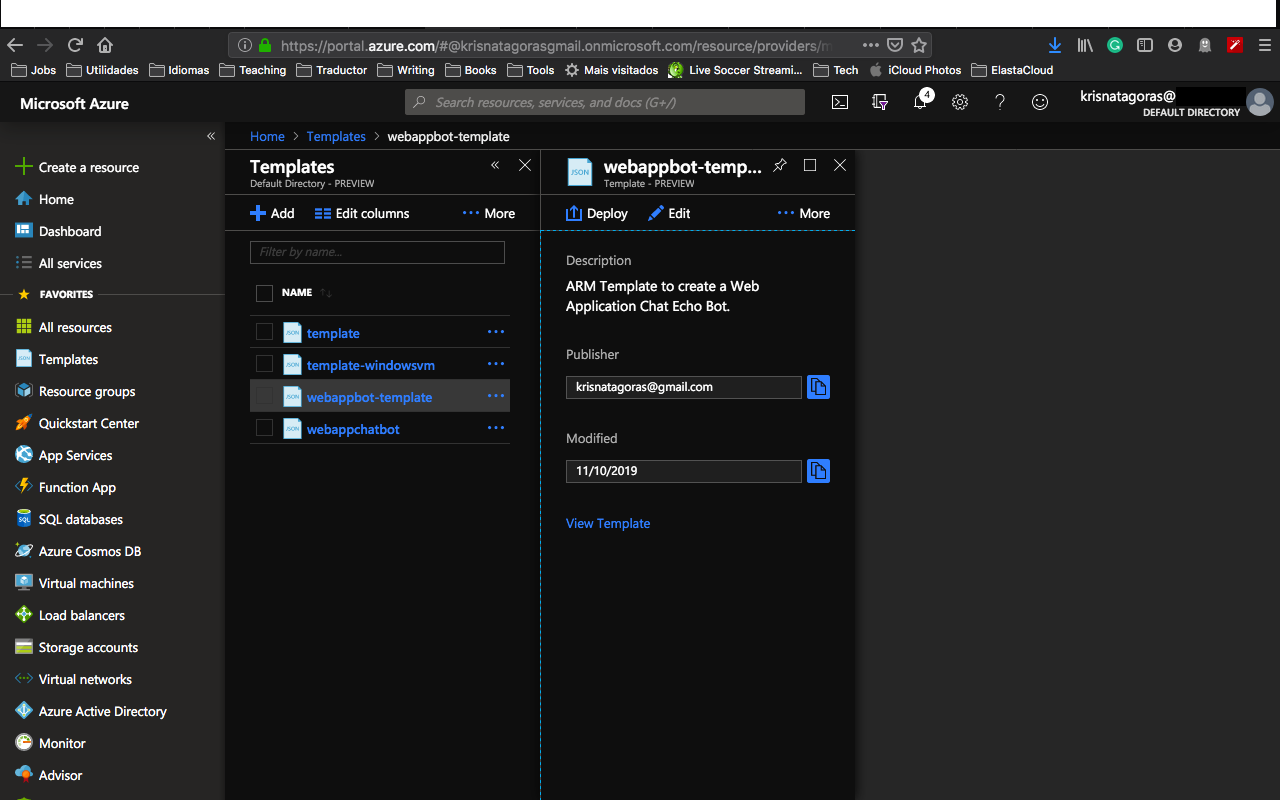 https://portal.azure.com/#@krisnatagorasgmail.onmicrosoft.com/resource/providers/m
Jobs Utilidades Idiomas Teaching Traductor Writing Books Tools Mais visitados Live Soccer Streami... Tech iCloud Photos ElastaCloud
Microsoft Azure
Search resources, services, and docs (G+/)
4
krisnatagoras@
DEFAULT DIRECTORY
Create a resource
Home
Dashboard
All services
FAVORITES
All resources
Templates
Resource groups
Quickstart Center
App Services
Function App
SQL databases
Azure Cosmos DB
Virtual machines
Load balancers
Storage accounts
Virtual networks
Azure Active Directory
Monitor
Advisor
Home > Templates > webappbot-template
Templates
Default Directory - PREVIEW
Add Edit columns More
Filter by name...
NAME
JSON template
JSON template-windowsvm
JSON webappbot-template
JSON webappchatbot
JSON webappbot-temp...
Template - PREVIEW
Deploy Edit More
Description
ARM Template to create a Web
Application Chat Echo Bot.
Publisher
krisnatagoras@gmail.com
Modified
11/10/2019
View Template